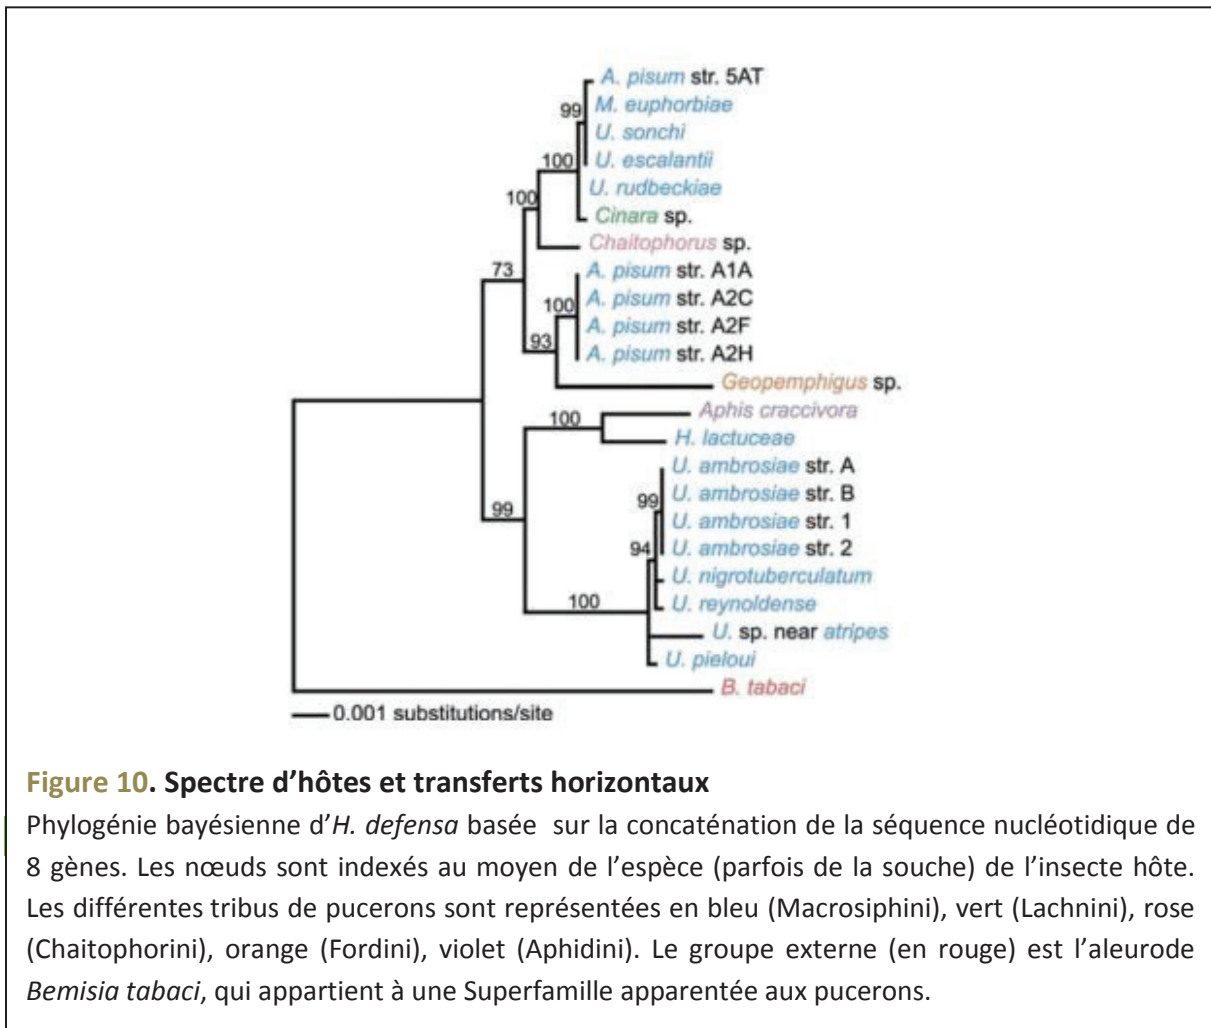 A. pisum str. 5AT
99
M. euphorbiae
U. sonchi
100
U. escalantii
U. rudbeckiae
100
Cinara sp.
Chaitophorus sp.
73
A. pisum str. A1A
100
A. pisum str. A2C
A. pisum str. A2F
93
A. pisum str. A2H
Geopemphigus sp.
Aphis craccivora
100
H. lactuceae
U. ambrosiae str. A
99
U. ambrosiae str. B
99
U. ambrosiae str. 1
94
U. ambrosiae str. 2
U. nigrotuberculatum
100
U. reynoldense
U. sp. near atripes
U. pieloui
B. tabaci
0.001 substitutions/site
Figure 10. Spectre d’hôtes et transferts horizontaux
Phylogénie bayésienne d’H. defensa basée sur la concaténation de la séquence nucléotidique de
8 gènes. Les nœuds sont indexés au moyen de l’espèce (parfois de la souche) de l’insecte hôte.
Les différentes tribus de pucerons sont représentées en bleu (Macrosiphini), vert (Lachnini), rose
(Chaitophorini), orange (Fordini), violet (Aphidini). Le groupe externe (en rouge) est l’aleurode
Bemisia tabaci, qui appartient à une Superfamille apparentée aux pucerons.